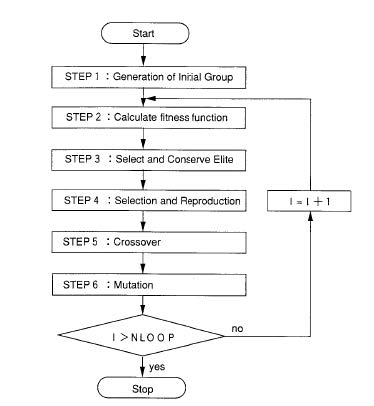 Start
STEP 1 : Generation of Initial Group
STEP 2 : Calculate fitness function
STEP 3 : Select and Conserve Elite
STEP 4 : Selection and Reproduction
I = I + 1
STEP 5 : Crossover
STEP 6 : Mutation
I > NLOOP
no
yes
Stop